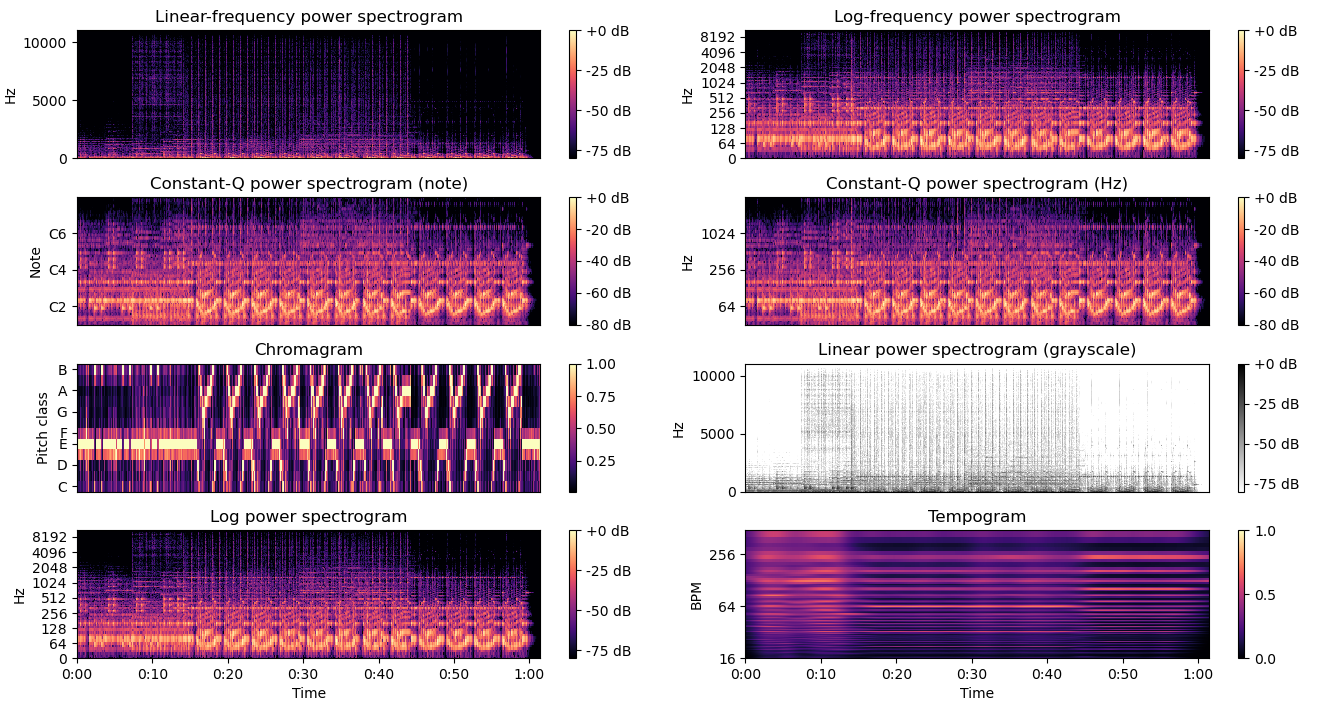 Linear-frequency power spectrogram
Hz
10000
5000
0
+0 dB
-25 dB
-50 dB
-75 dB
Log-frequency power spectrogram
Hz
8192
4096
2048
1024
512
256
128
64
0
+0 dB
-25 dB
-50 dB
-75 dB
Constant-Q power spectrogram (note)
Note
C6
C4
C2
+0 dB
-20 dB
-40 dB
-60 dB
-80 dB
Constant-Q power spectrogram (Hz)
Hz
1024
256
64
+0 dB
-20 dB
-40 dB
-60 dB
-80 dB
Chromagram
Pitch class
B
A
G
F
E
D
C
1.00
0.75
0.50
0.25
Linear power spectrogram (grayscale)
Hz
10000
5000
0
+0 dB
-25 dB
-50 dB
-75 dB
Log power spectrogram
Hz
8192
4096
2048
1024
512
256
128
64
0
0:00 0:10 0:20 0:30 0:40 0:50 1:00
Time
+0 dB
-25 dB
-50 dB
-75 dB
Tempogram
BPM
256
64
16
0:00 0:10 0:20 0:30 0:40 0:50 1:00
Time
1.0
0.5
0.0